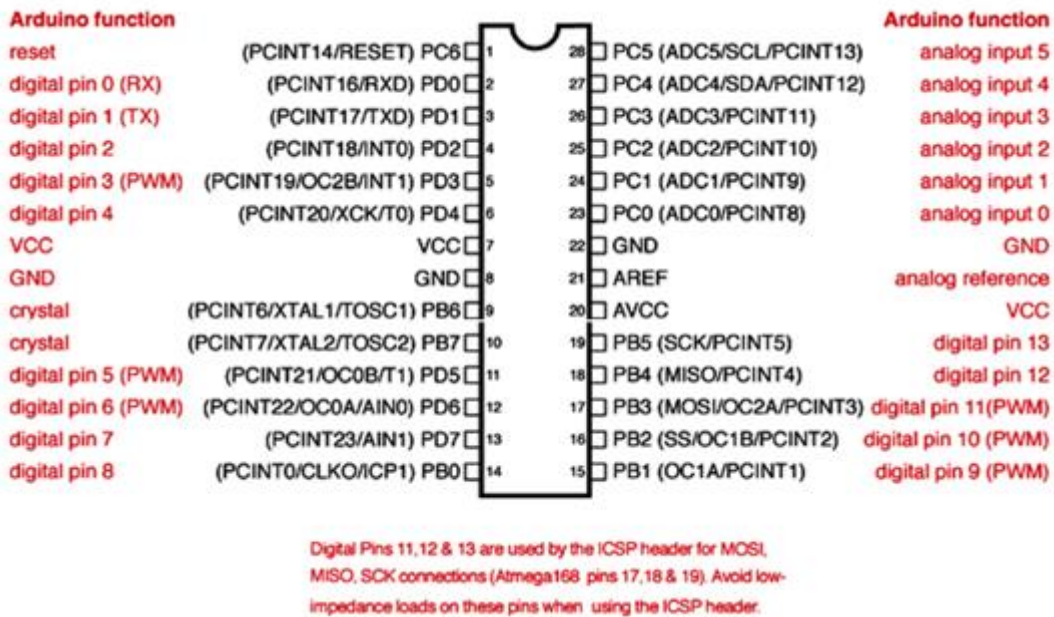 Arduino function Arduino function
reset (PCINT14/RESET) PC6 1 28 PC5 (ADC5/SCL/PCINT13) analog input 5
digital pin 0 (RX) (PCINT16/RXD) PD0 2 27 PC4 (ADC4/SDA/PCINT12) analog input 4
digital pin 1 (TX) (PCINT17/TXD) PD1 3 26 PC3 (ADC3/PCINT11) analog input 3
digital pin 2 (PCINT18/INT0) PD2 4 25 PC2 (ADC2/PCINT10) analog input 2
digital pin 3 (PWM) (PCINT19/OC2B/INT1) PD3 5 24 PC1 (ADC1/PCINT9) analog input 1
digital pin 4 (PCINT20/XCK/T0) PD4 6 23 PC0 (ADC0/PCINT8) analog input 0
VCC VCC 7 22 GND GND
GND GND 8 21 AREF analog reference
crystal (PCINT6/XTAL1/TOSC1) PB6 9 20 AVCC VCC
crystal (PCINT7/XTAL2/TOSC2) PB7 10 19 PB5 (SCK/PCINT5) digital pin 13
digital pin 5 (PWM) (PCINT21/OC0B/T1) PD5 11 18 PB4 (MISO/PCINT4) digital pin 12
digital pin 6 (PWM) (PCINT22/OC0A/AIN0) PD6 12 17 PB3 (MOSI/OC2A/PCINT3) digital pin 11(PWM)
digital pin 7 (PCINT23/AIN1) PD7 13 16 PB2 (SS/OC1B/PCINT2) digital pin 10 (PWM)
digital pin 8 (PCINT0/CLKO/ICP1) PB0 14 15 PB1 (OC1A/PCINT1) digital pin 9 (PWM)
Digital Pins 11,12 & 13 are used by the ICSP header for MOSI,
MISO, SCK connections (Atmega168 pins 17,18 & 19). Avoid low-
impedance loads on these pins when using the ICSP header.